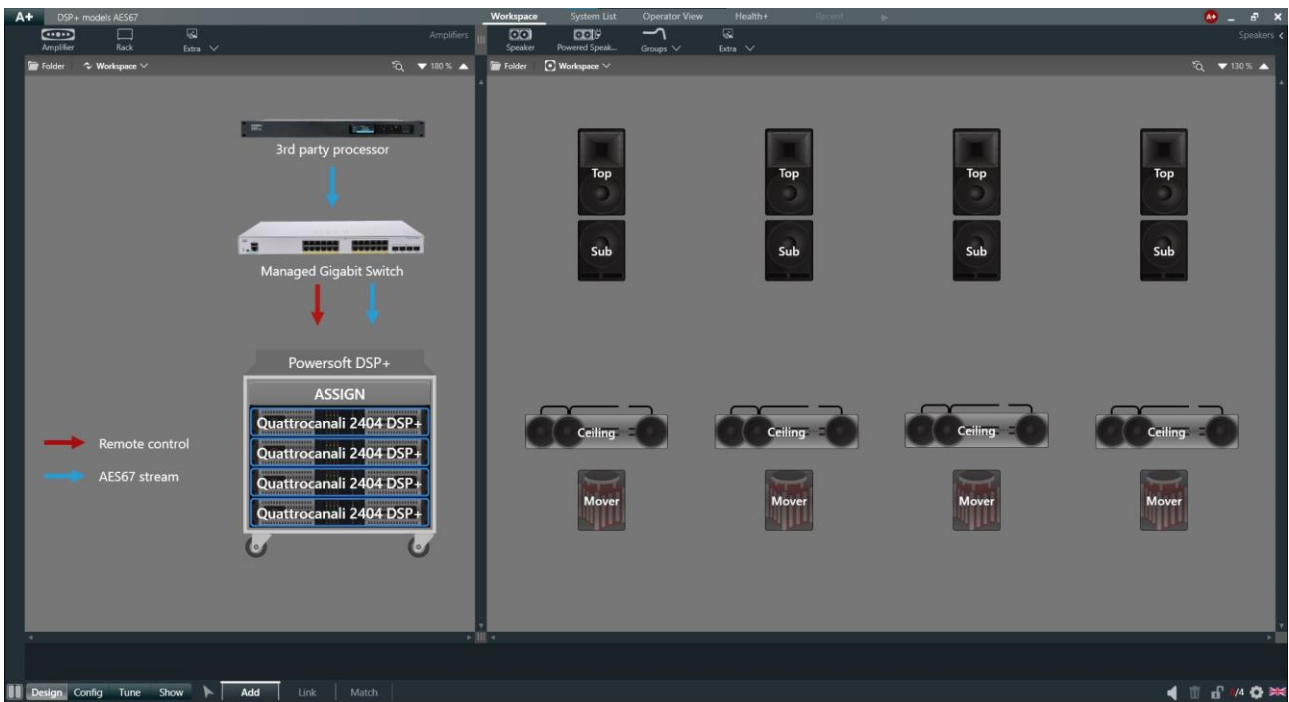 A+ DSP+ models AES67 Workspace System List Operator View Health+ Recent A+
Amplifier Rack Extra Amplifiers Speaker Powered Speak... Groups Extra Speakers
Folder Workspace 180 % Folder Workspace 130 %
3rd party processor
Managed Gigabit Switch
Powersoft DSP+
ASSIGN
Quattrocanali 2404 DSP+
Quattrocanali 2404 DSP+
Quattrocanali 2404 DSP+
Quattrocanali 2404 DSP+
Remote control
AES67 stream
Top Top Top Top
Sub Sub Sub Sub
Ceiling Ceiling Ceiling Ceiling
Mover Mover Mover Mover
Design Config Tune Show Add Link Match 0/4